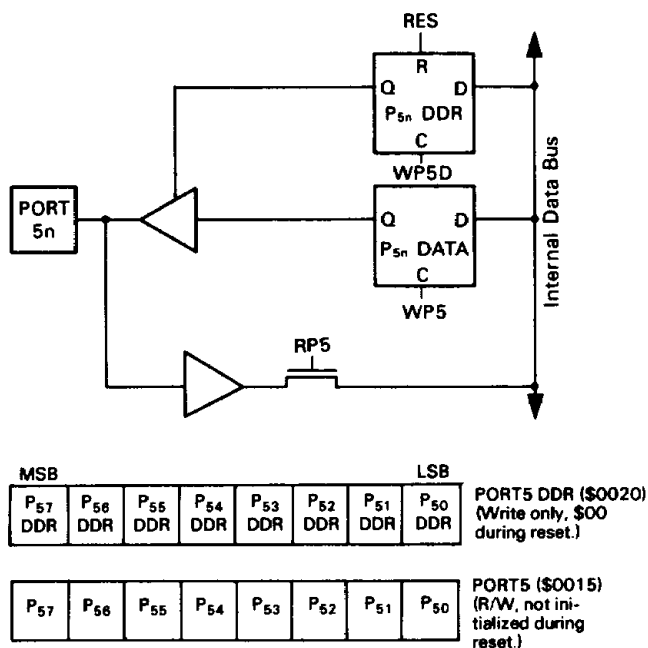 RES
R
Q D
P5n DDR
C
WP5D
PORT
5n
Q D
P5n DATA
C
WP5
Internal Data Bus
RP5
MSB LSB
P57 P56 P55 P54 P53 P52 P51 P50
DDR DDR DDR DDR DDR DDR DDR DDR
PORT5 DDR ($0020)
(Write only, $00
during reset.)
P57 P56 P55 P54 P53 P52 P51 P50
PORT5 ($0015)
(R/W, not ini-
tialized during
reset.)